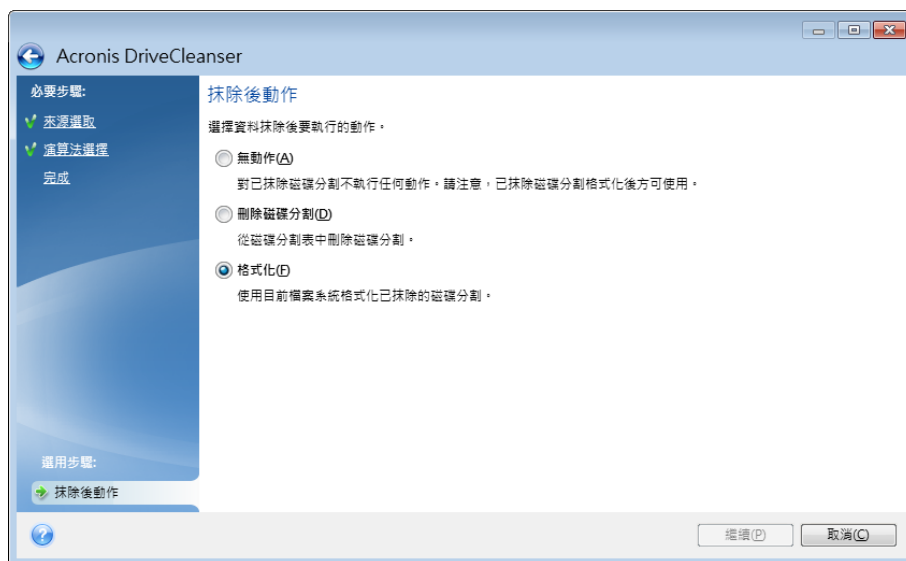 Acronis DriveCleanser
必要步驟:
來源選取
演算法選擇
完成
選用步驟:
抹除後動作
抹除後動作
選擇資料抹除後要執行的動作。
無動作(A)
對已抹除磁碟分割不執行任何動作。請注意，已抹除磁碟分割格式化後方可使用。
刪除磁碟分割(D)
從磁碟分割表中刪除磁碟分割。
格式化(F)
使用目前檔案系統格式化已抹除的磁碟分割。
繼續(P)
取消(C)